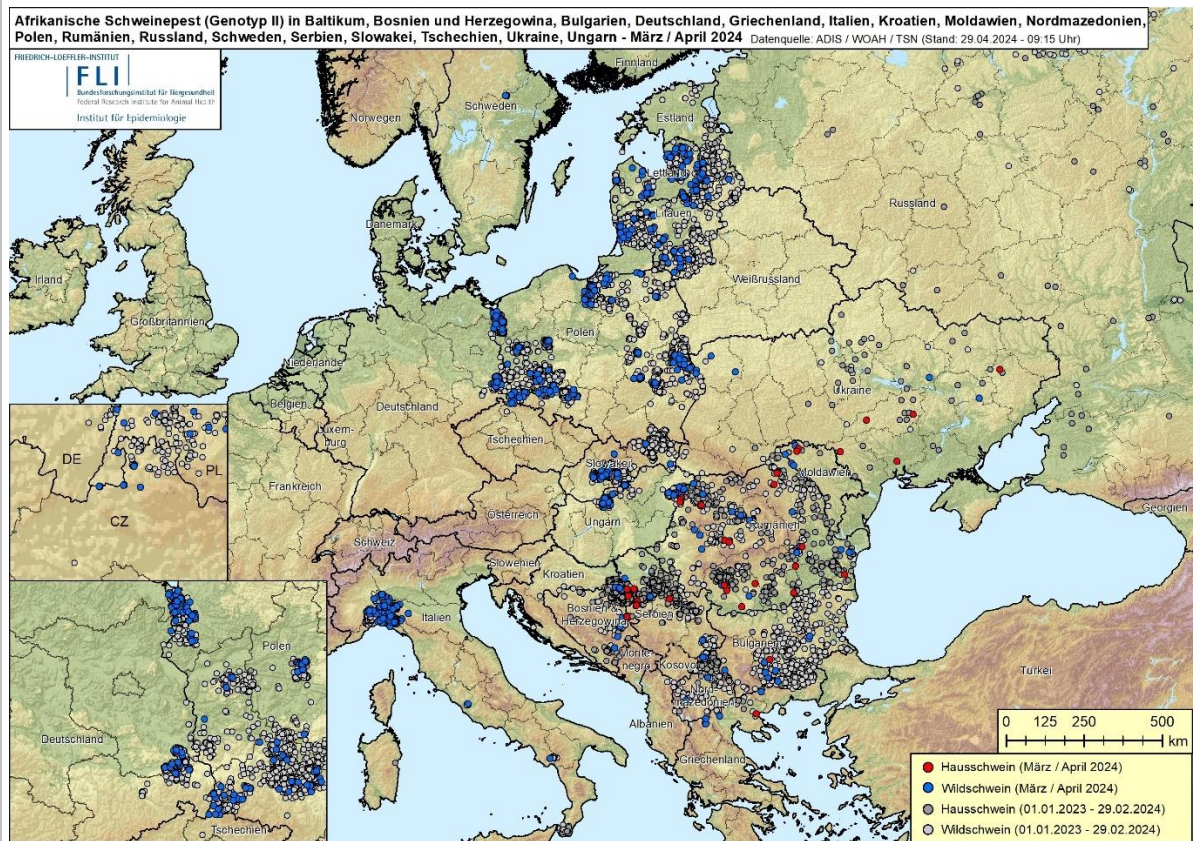 Afrikanische Schweinepest (Genotyp II) in Baltikum, Bosnien und Herzegowina, Bulgarien, Deutschland, Griechenland, Italien, Kroatien, Moldawien, Nordmazedonien,
Polen, Rumänien, Russland, Schweden, Serbien, Slowakei, Tschechien, Ukraine, Ungarn - März / April 2024 Datenquelle: ADIS / WOAH / TSN (Stand: 29.04.2024 - 09:15 Uhr)
FRIEDRICH-LOEFFLER-INSTITUT
FLI
Bundesforschungsinstitut für Tiergesundheit
Federal Research Institute for Animal Health
Institut für Epidemiologie
Finnland
Norwegen
Schweden
Estland
Lettland
Russland
Litauen
Dänemark
Irland
Weißrussland
Großbritannien
Polen
Niederlande
Ukraine
Belgien
Deutschland
Luxem-
burg
Tschechien
DE
PL
Slowakei
Moldawien
Frankreich
CZ
Österreich
Ungarn
Rumänien
Georgien
Schweiz
Slowenien
Kroatien
Bosnien &
Herzegowina
Serbien
Italien
Polen
Monte-
negro
Kosovo
Bulgarien
Türkei
Nord-
mazedonien
Albanien
Deutschland
Griechenland
Tschechien
0 125 250 500
km
Hausschwein (März / April 2024)
Wildschwein (März / April 2024)
Hausschwein (01.01.2023 - 29.02.2024)
Wildschwein (01.01.2023 - 29.02.2024)